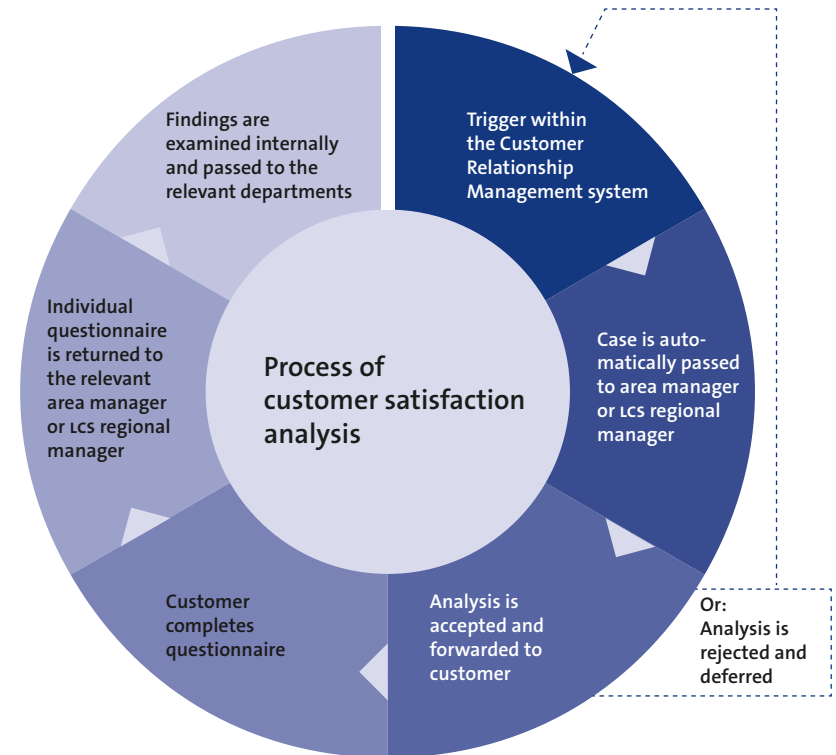 Process of
customer satisfaction
analysis
Trigger within
the Customer
Relationship
Management system
Case is auto-
matically passed
to area manager
or LCS regional
manager
Analysis is
accepted and
forwarded to
customer
Or:
Analysis is
rejected and
deferred
Customer
completes
questionnaire
Individual
questionnaire
is returned to
the relevant
area manager
or LCS regional
manager
Findings are
examined internally
and passed to the
relevant departments